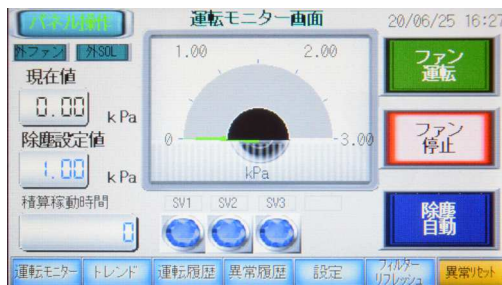 パネル操作
運転モニター画面
20/06/25 16:27
外ファン
外SOL
現在値
0.00 kPa
除塵設定値
1.00 kPa
積算稼動時間
0
1.00
2.00
0
3.00
kPa
SV1
SV2
SV3
ファン
運転
ファン
停止
除塵
自動
運転モニター
トレンド
運転履歴
異常履歴
設定
フィルター
リフレッシュ
異常リセット